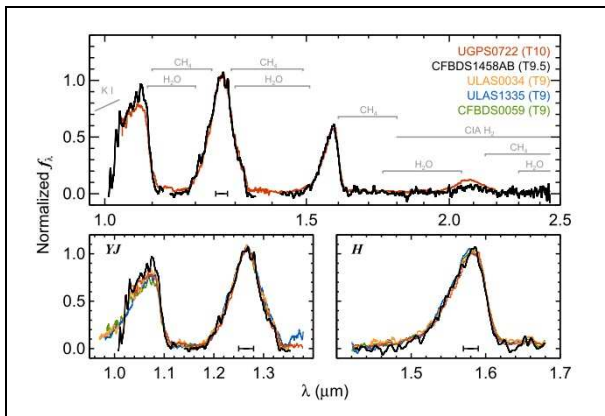 UGPS0722 (T10)
CFBDS1458AB (T9.5)
ULAS0034 (T9)
ULAS1335 (T9)
CFBDS0059 (T9)
CH₄ CH₄
H₂O H₂O
K I
CH₄
CIA H₂
CH₄
H₂O H₂O
1.0
0.5
0.0
1.0 1.5 2.0 2.5
Normalized fλ
YJ H
1.0
0.5
0.0
1.0 1.1 1.2 1.3 1.5 1.6 1.7
λ (μm)